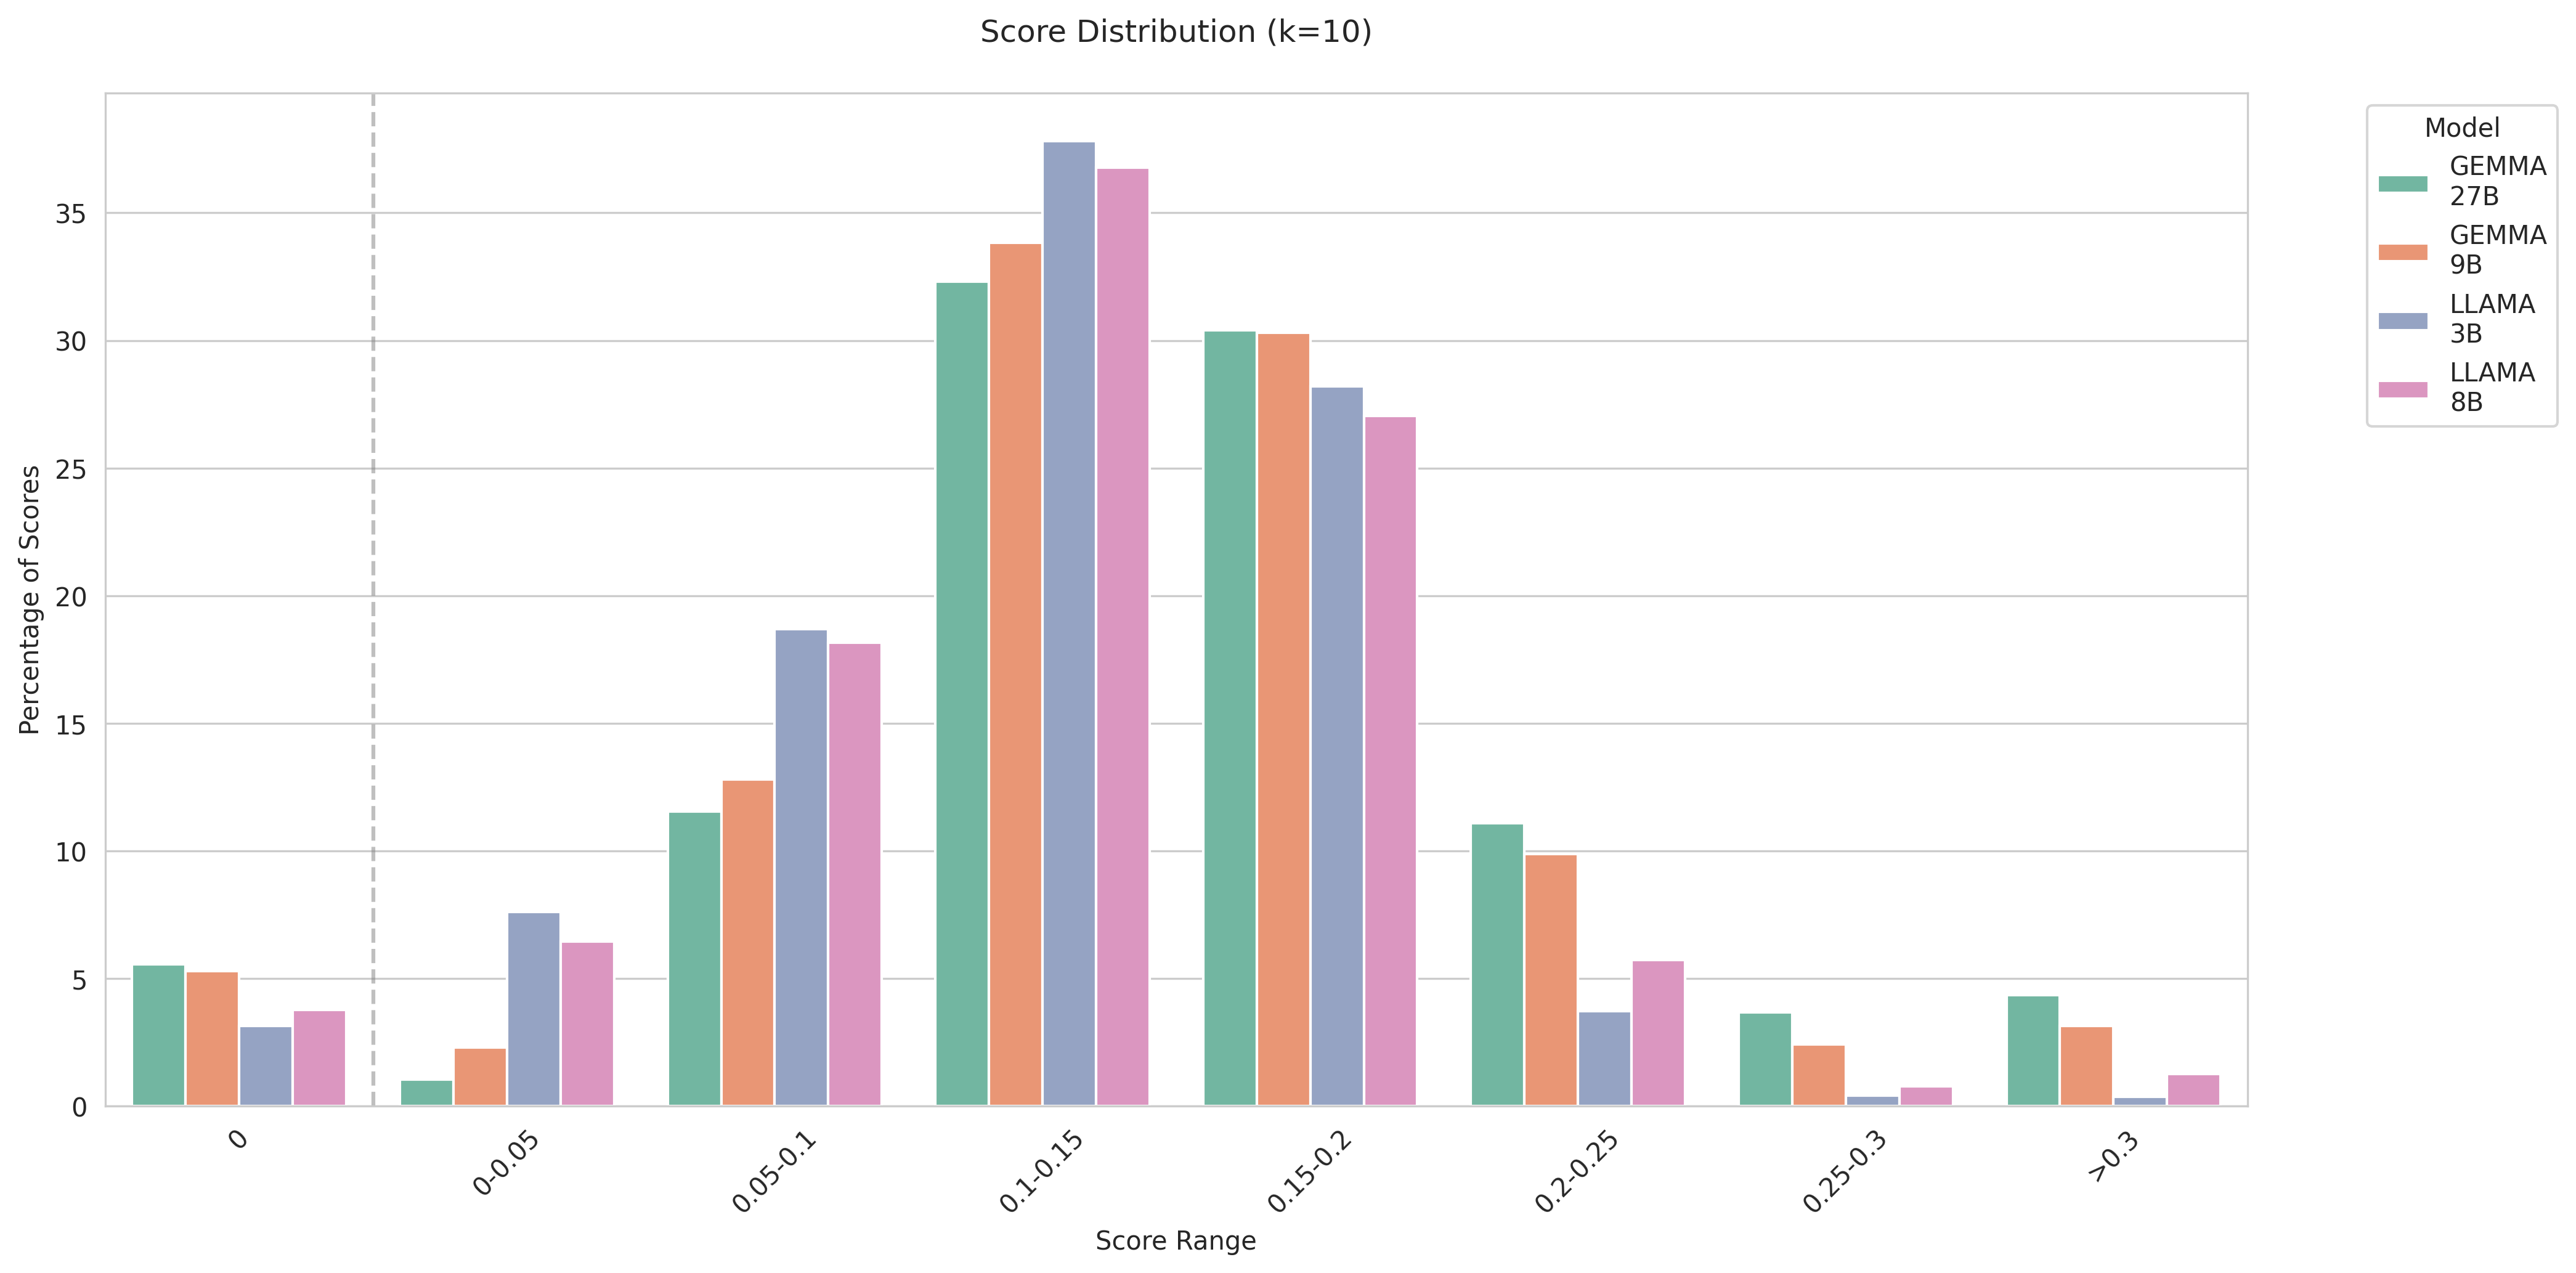 Score Distribution (k=10)
Model
GEMMA
27B
GEMMA
9B
LLAMA
3B
LLAMA
8B
Percentage of Scores
35
30
25
20
15
10
5
0
0
0-0.05
0.05-0.1
0.1-0.15
0.15-0.2
0.2-0.25
0.25-0.3
>0.3
Score Range